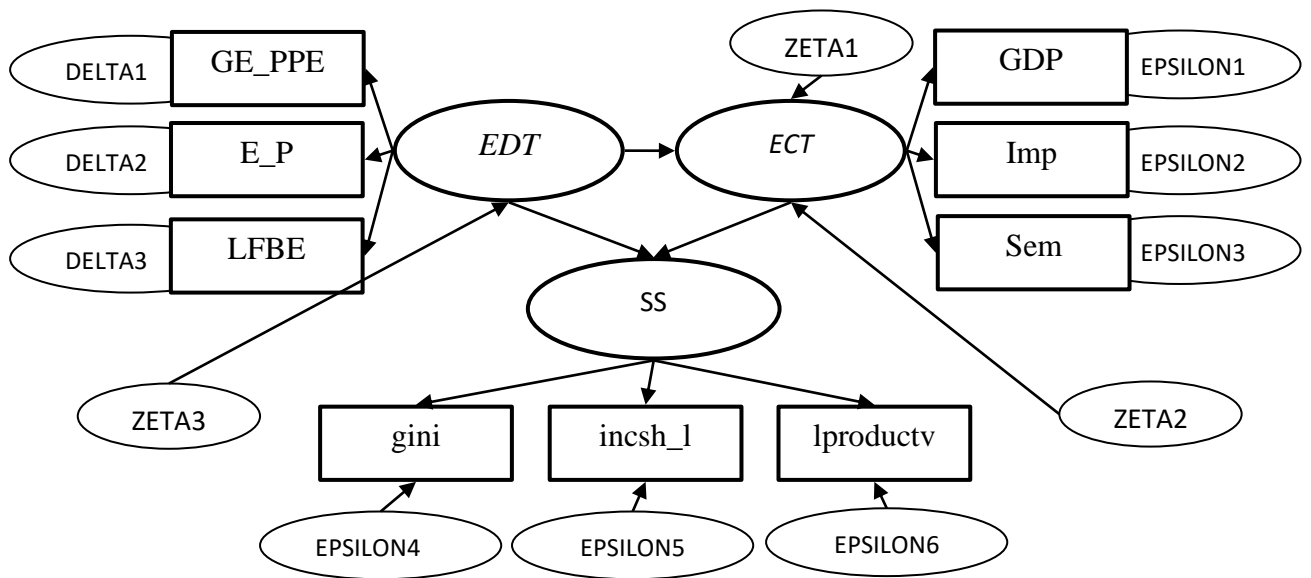 DELTA1
GE_PPE
ZETA1
GDP
EPSILON1
DELTA2
E_P
EDT
ECT
Imp
EPSILON2
DELTA3
LFBE
Sem
EPSILON3
SS
ZETA3
ZETA2
gini
incsh_l
lproductv
EPSILON4
EPSILON5
EPSILON6